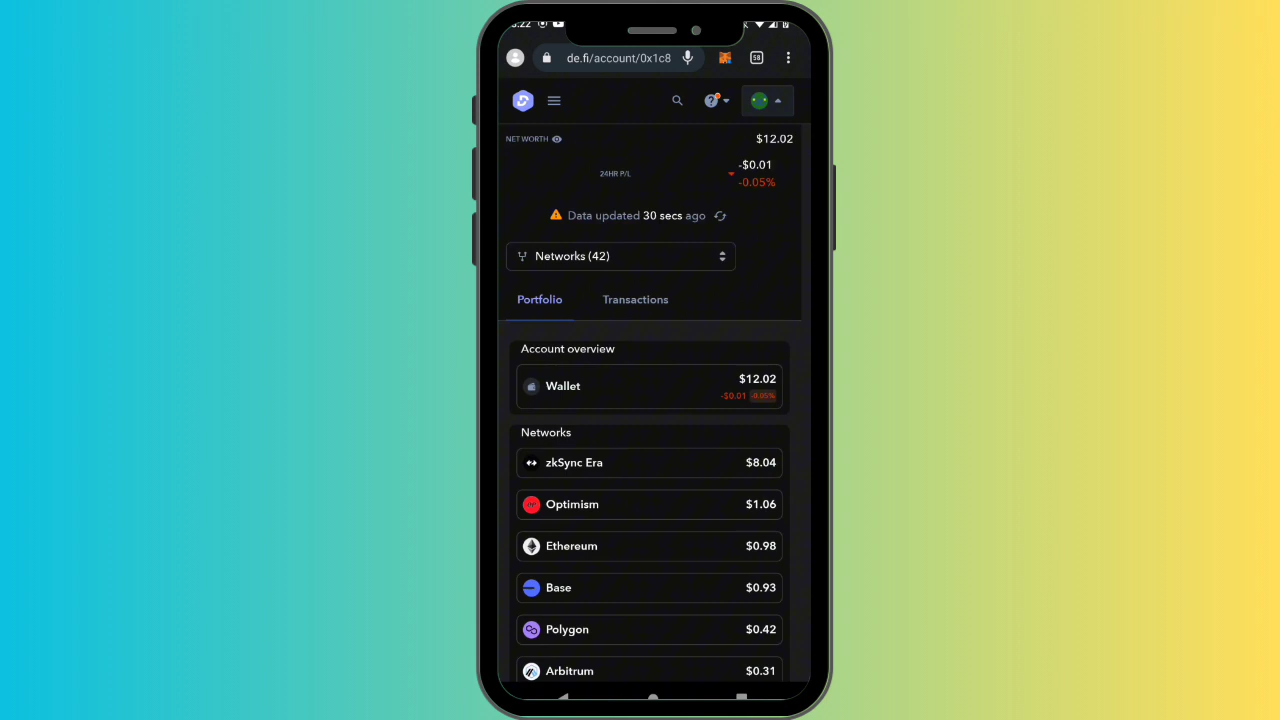 de.fi/account/0x1c8
58
NET WORTH
$12.02
24HR P/L
-$0.01
-0.05%
Data updated 30 secs ago
Networks (42)
Portfolio
Transactions
Account overview
Wallet
$12.02
-$0.01 -0.05%
Networks
zkSync Era
$8.04
Optimism
$1.06
Ethereum
$0.98
Base
$0.93
Polygon
$0.42
Arbitrum
$0.31